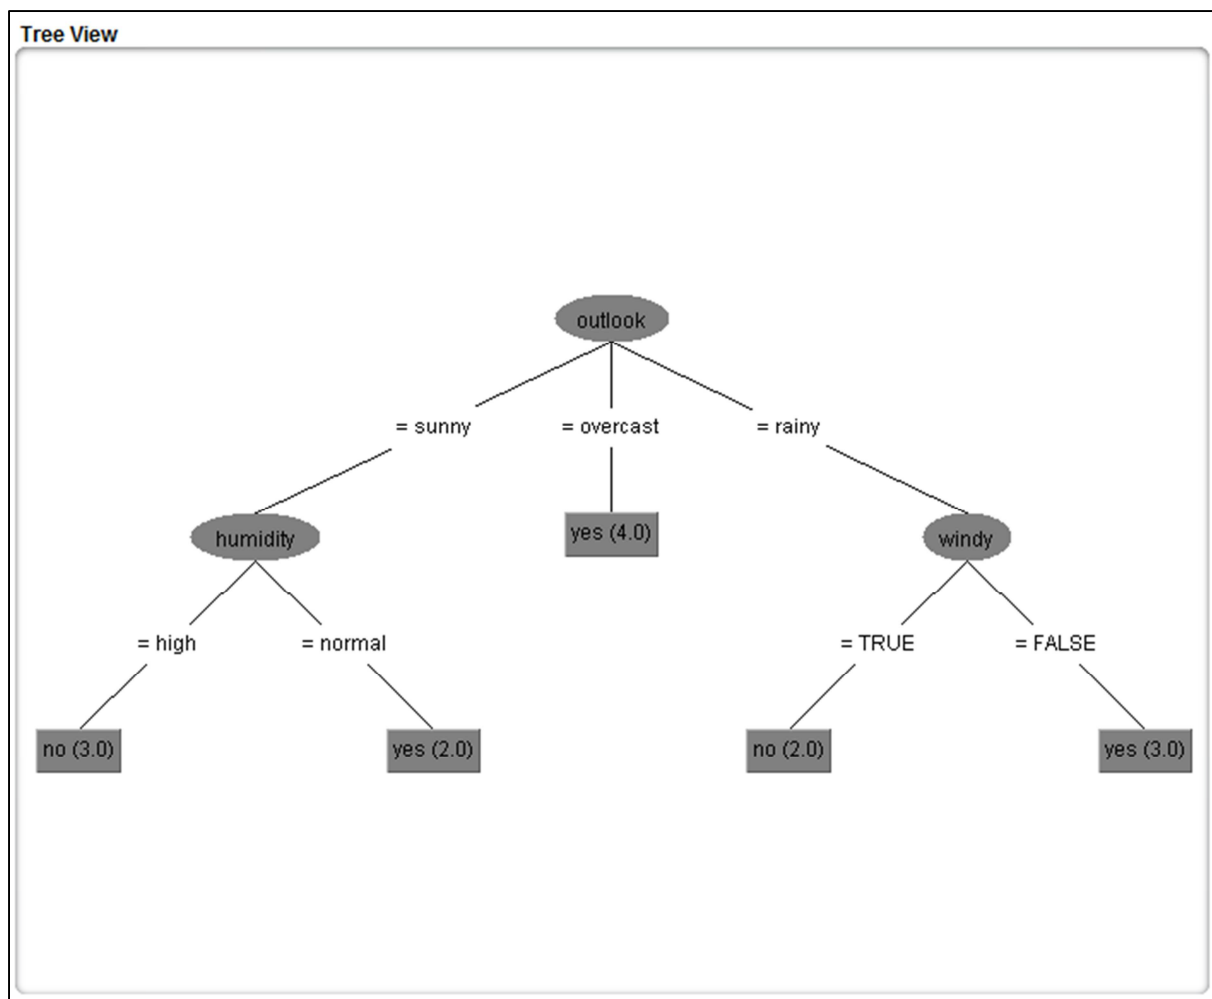 Tree View
outlook
= sunny
= overcast
= rainy
humidity
yes (4.0)
windy
= high
= normal
= TRUE
= FALSE
no (3.0)
yes (2.0)
no (2.0)
yes (3.0)